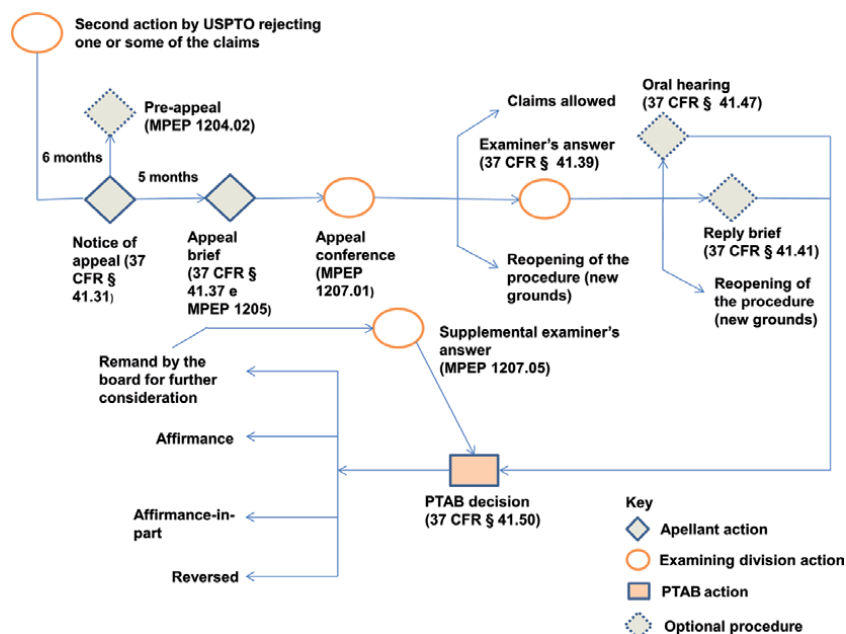 Second action by USPTO rejecting
one or some of the claims
Pre-appeal
(MPEP 1204.02)
6 months
5 months
Notice of
appeal (37
CFR §
41.31)
Appeal
brief
(37 CFR §
41.37 e
MPEP 1205)
Appeal
conference
(MPEP
1207.01)
Claims allowed
Examiner's answer
(37 CFR § 41.39)
Reopening of the
procedure (new
grounds)
Oral hearing
(37 CFR § 41.47)
Reply brief
(37 CFR § 41.41)
Reopening of
the procedure
(new grounds)
Supplemental examiner's
answer
(MPEP 1207.05)
Remand by the
board for further
consideration
Affirmance
Affirmance-in-
part
Reversed
PTAB decision
(37 CFR § 41.50)
Key
Apellant action
Examining division action
PTAB action
Optional procedure